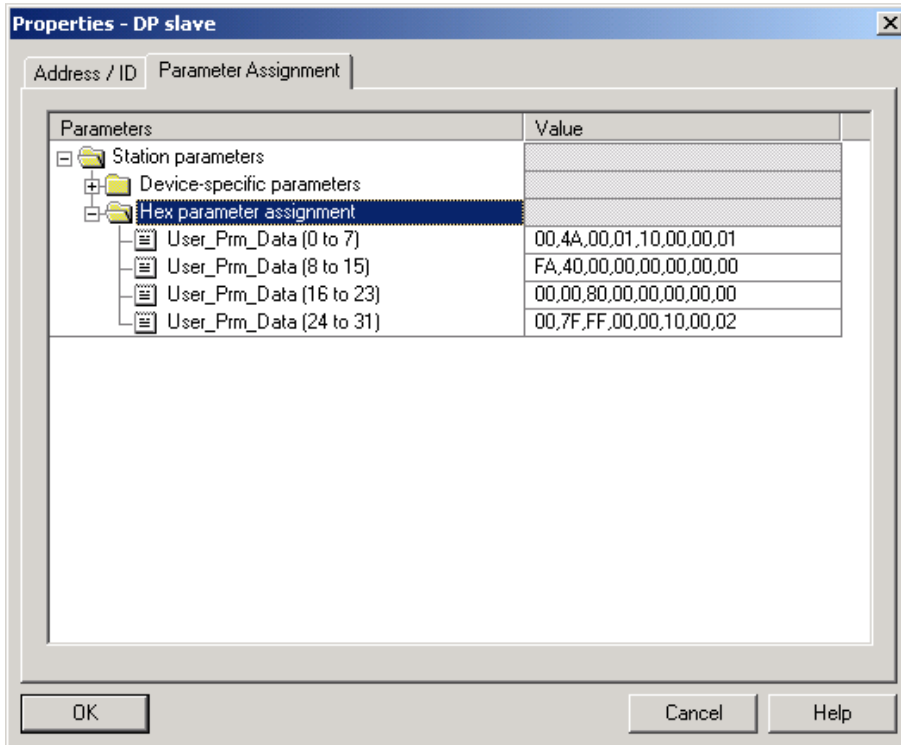 Properties - DP slave
Address / ID Parameter Assignment
Parameters Value
Station parameters
Device-specific parameters
Hex parameter assignment
User_Prm_Data (0 to 7) 00,4A,00,01,10,00,00,01
User_Prm_Data (8 to 15) FA,40,00,00,00,00,00,00
User_Prm_Data (16 to 23) 00,00,80,00,00,00,00,00
User_Prm_Data (24 to 31) 00,7F,FF,00,00,10,00,02
OK Cancel Help